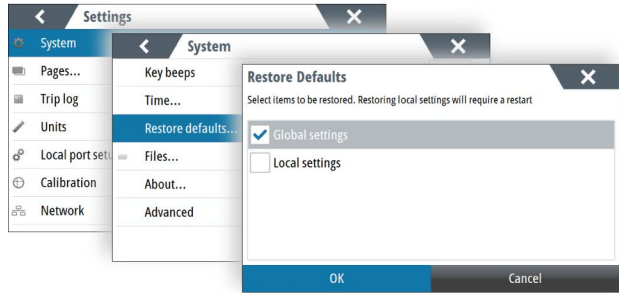 Settings
System
Pages...
Trip log
Units
Local port setu
Calibration
Network
System
Key beeps
Time...
Restore defaults...
Files...
About...
Advanced
Restore Defaults
Select items to be restored. Restoring local settings will require a restart
Global settings
Local settings
OK
Cancel